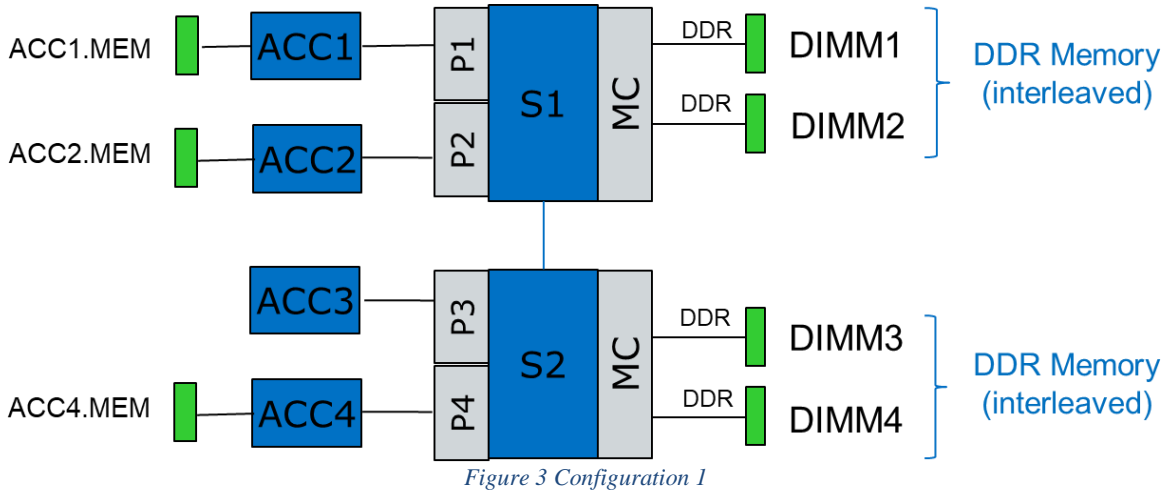 ACC1.MEM
ACC1
P1
S1
MC
DDR
DIMM1
DDR Memory
(interleaved)
ACC2.MEM
ACC2
P2
DDR
DIMM2
ACC3
P3
S2
MC
DDR
DIMM3
DDR Memory
(interleaved)
ACC4.MEM
ACC4
P4
DDR
DIMM4
Figure 3 Configuration 1